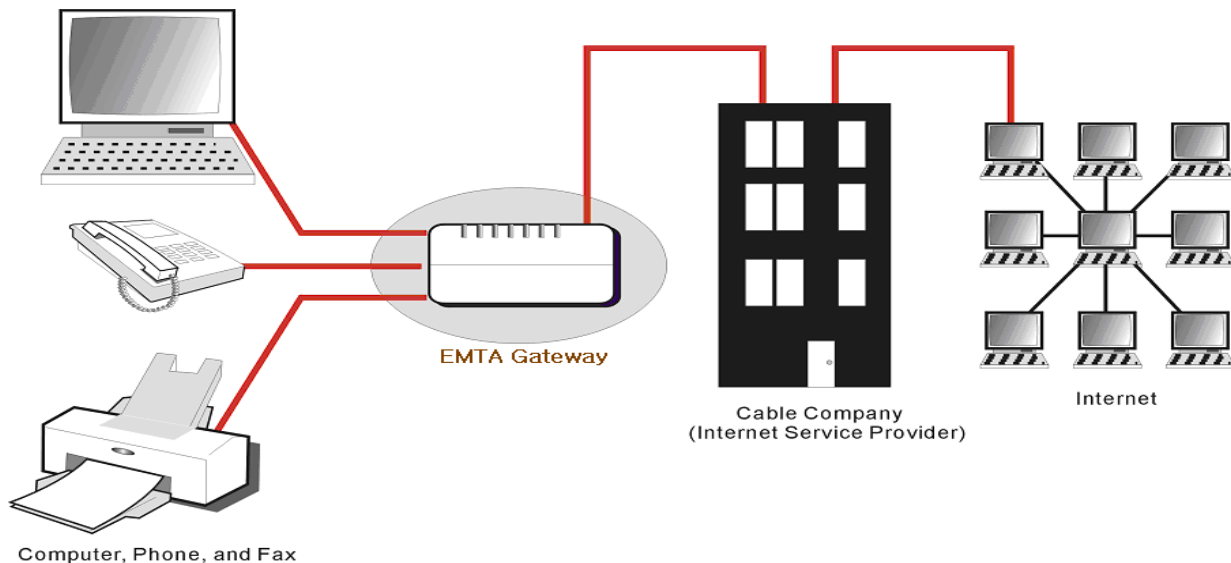 EMTA Gateway
Cable Company
(Internet Service Provider)
Internet
Computer, Phone, and Fax